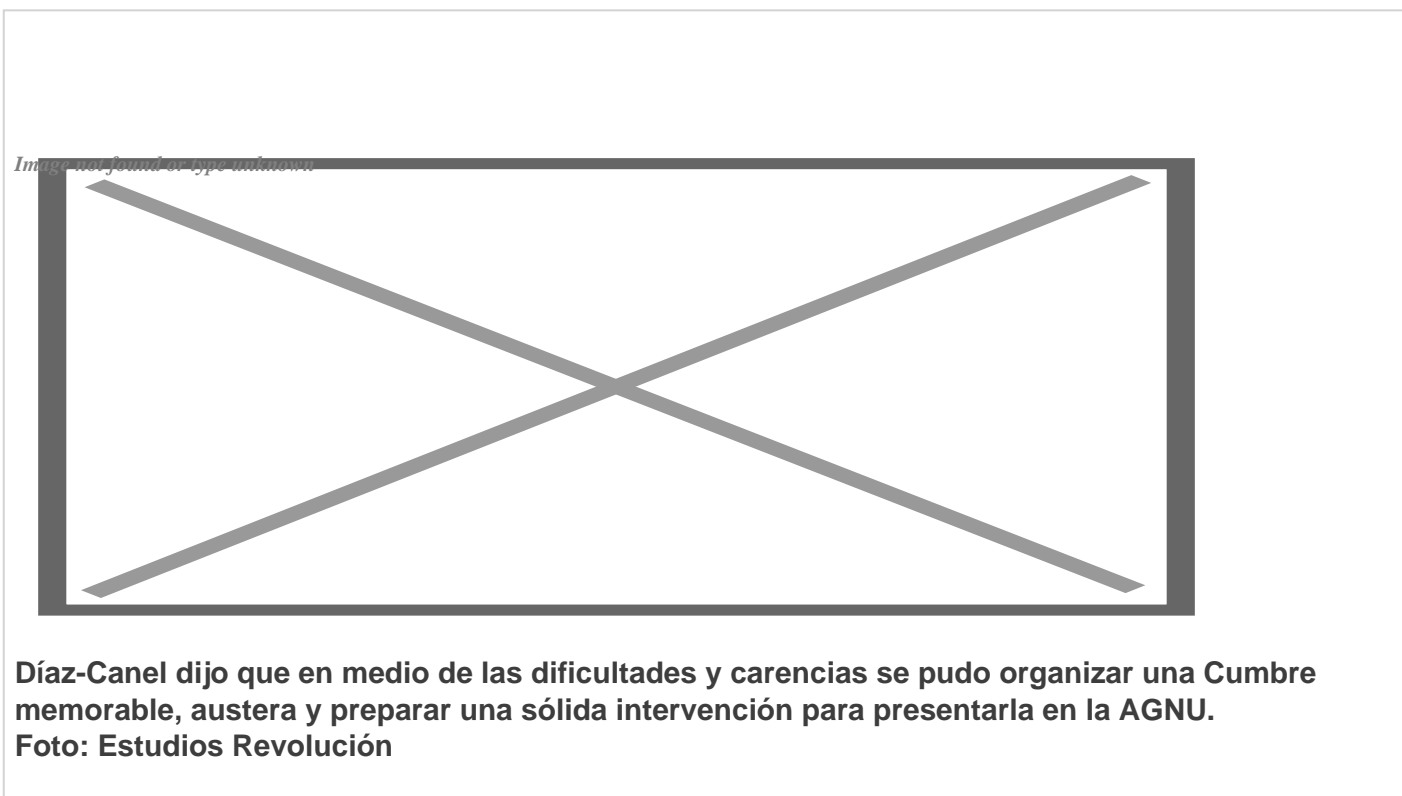 Image not found or type unknown
Díaz-Canel dijo que en medio de las dificultades y carencias se pudo organizar una Cumbre
memorable, austera y preparar una sólida intervención para presentarla en la AGNU.
Foto: Estudios Revolución